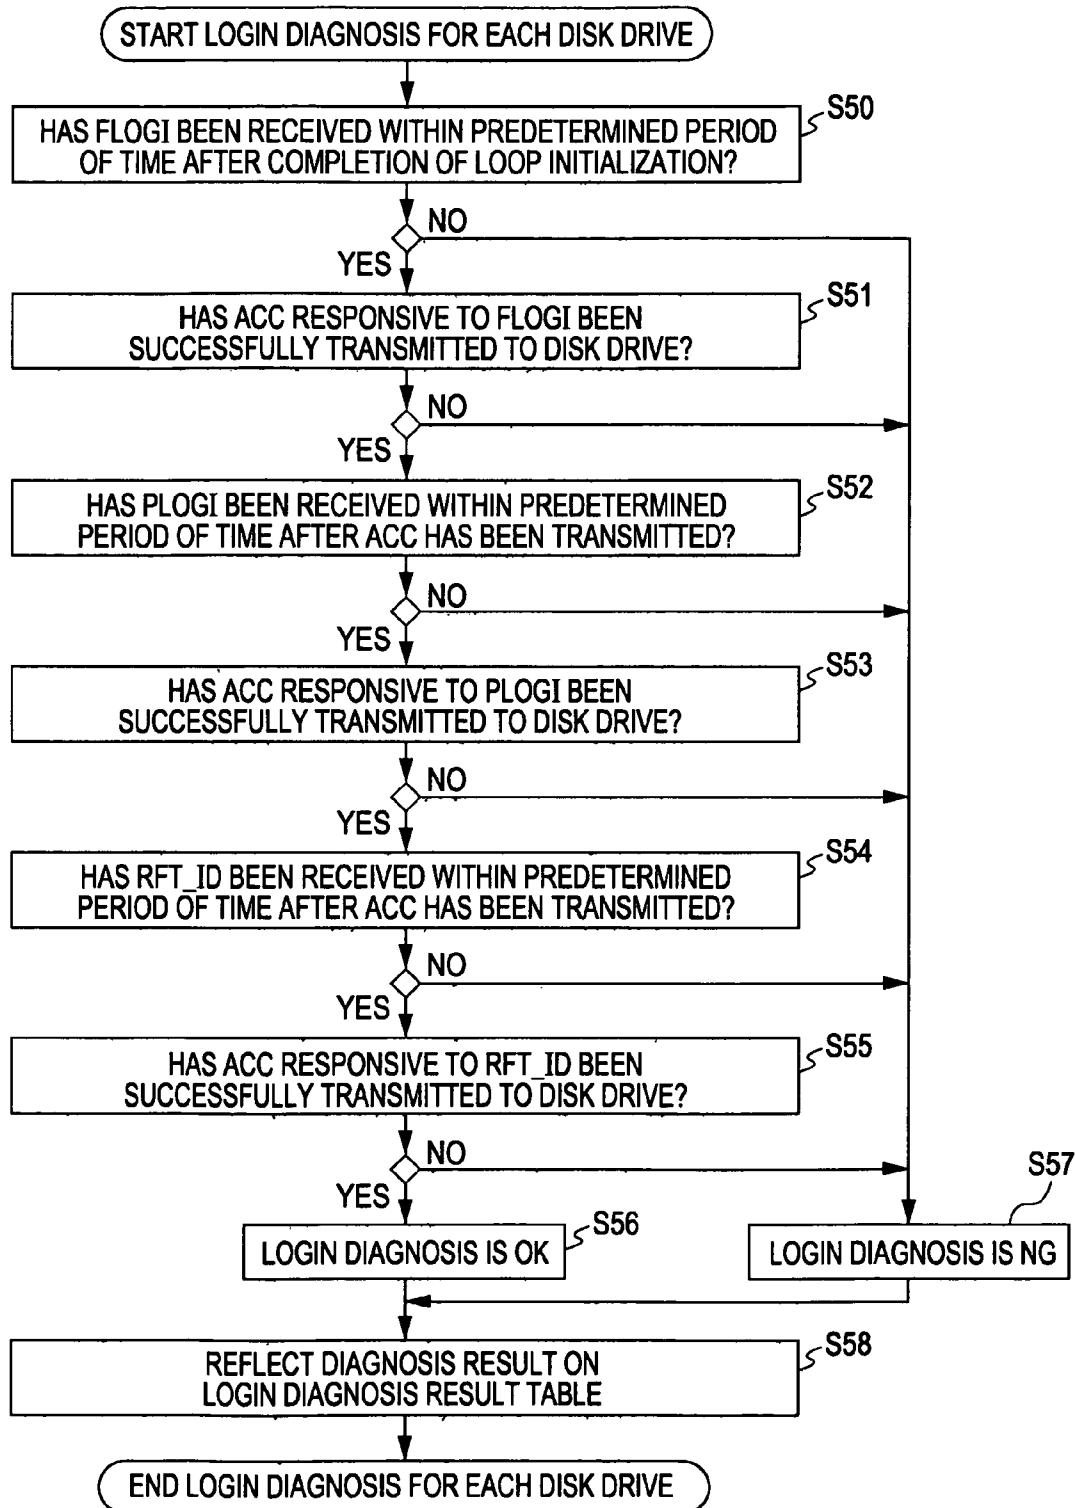 START LOGIN DIAGNOSIS FOR EACH DISK DRIVE
S50
HAS FLOGI BEEN RECEIVED WITHIN PREDETERMINED PERIOD
OF TIME AFTER COMPLETION OF LOOP INITIALIZATION?
NO
YES
S51
HAS ACC RESPONSIVE TO FLOGI BEEN
SUCCESSFULLY TRANSMITTED TO DISK DRIVE?
NO
YES
S52
HAS PLOGI BEEN RECEIVED WITHIN PREDETERMINED
PERIOD OF TIME AFTER ACC HAS BEEN TRANSMITTED?
NO
YES
S53
HAS ACC RESPONSIVE TO PLOGI BEEN
SUCCESSFULLY TRANSMITTED TO DISK DRIVE?
NO
YES
S54
HAS RFT_ID BEEN RECEIVED WITHIN PREDETERMINED
PERIOD OF TIME AFTER ACC HAS BEEN TRANSMITTED?
NO
YES
S55
HAS ACC RESPONSIVE TO RFT_ID BEEN
SUCCESSFULLY TRANSMITTED TO DISK DRIVE?
NO
YES
S56
LOGIN DIAGNOSIS IS OK
S57
LOGIN DIAGNOSIS IS NG
S58
REFLECT DIAGNOSIS RESULT ON
LOGIN DIAGNOSIS RESULT TABLE
END LOGIN DIAGNOSIS FOR EACH DISK DRIVE